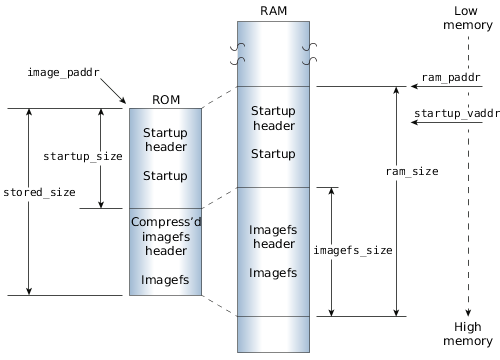 RAM
Low
memory
image_paddr
ROM
ram_paddr
startup_vaddr
Startup
header
Startup
Startup
header
Startup
startup_size
stored_size
ram_size
Compress'd
imagefs
header
Imagefs
Imagefs
header
Imagefs
imagefs_size
High
memory